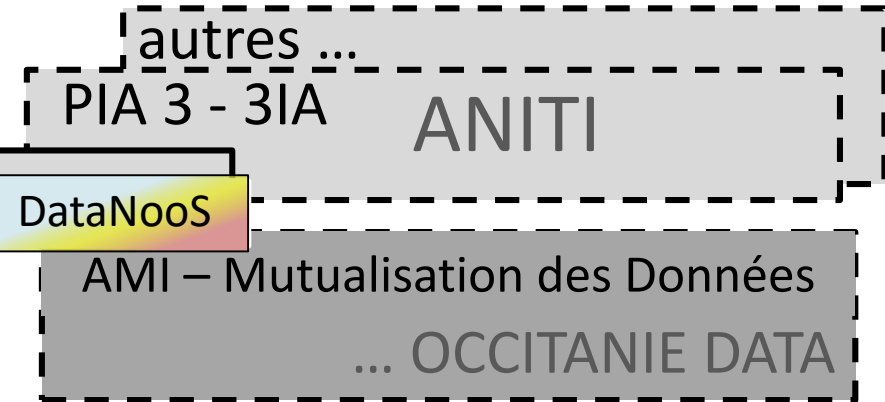 autres ...
PIA 3 - 3IA ANITI
DataNooS
AMI – Mutualisation des Données
... OCCITANIE DATA